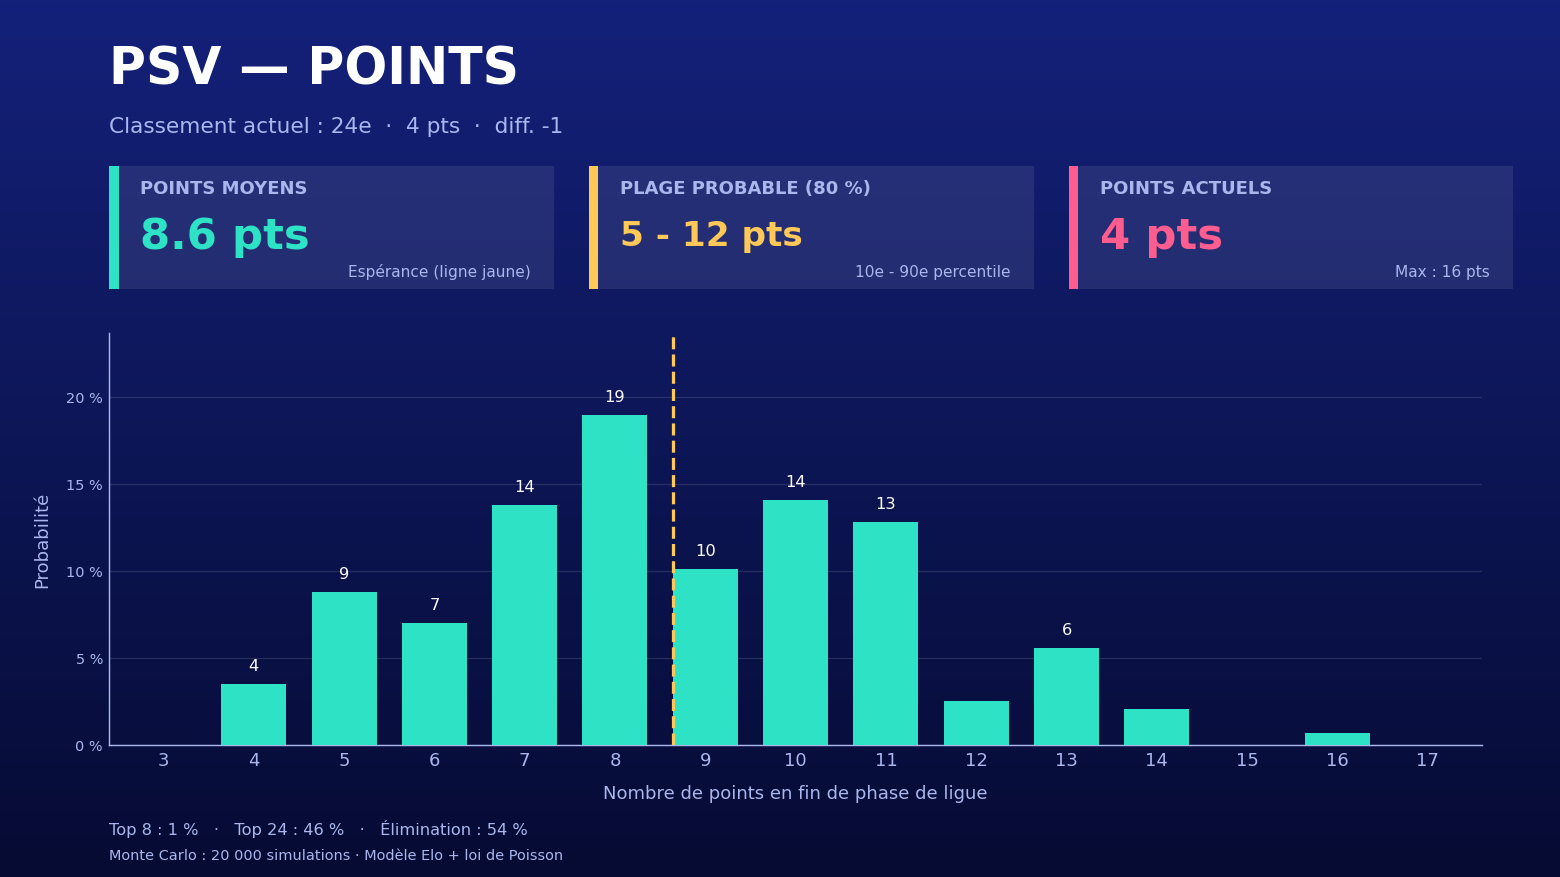 PSV — POINTS
Classement actuel : 24e · 4 pts · diff. -1
POINTS MOYENS
8.6 pts
Espérance (ligne jaune)
PLAGE PROBABLE (80 %)
5 - 12 pts
10e - 90e percentile
POINTS ACTUELS
4 pts
Max : 16 pts
Probabilité
20 %
15 %
10 %
5 %
0 %
4
9
7
14
19
10
14
13
6
3 4 5 6 7 8 9 10 11 12 13 14 15 16 17
Nombre de points en fin de phase de ligue
Top 8 : 1 % · Top 24 : 46 % · Élimination : 54 %
Monte Carlo : 20 000 simulations · Modèle Elo + loi de Poisson